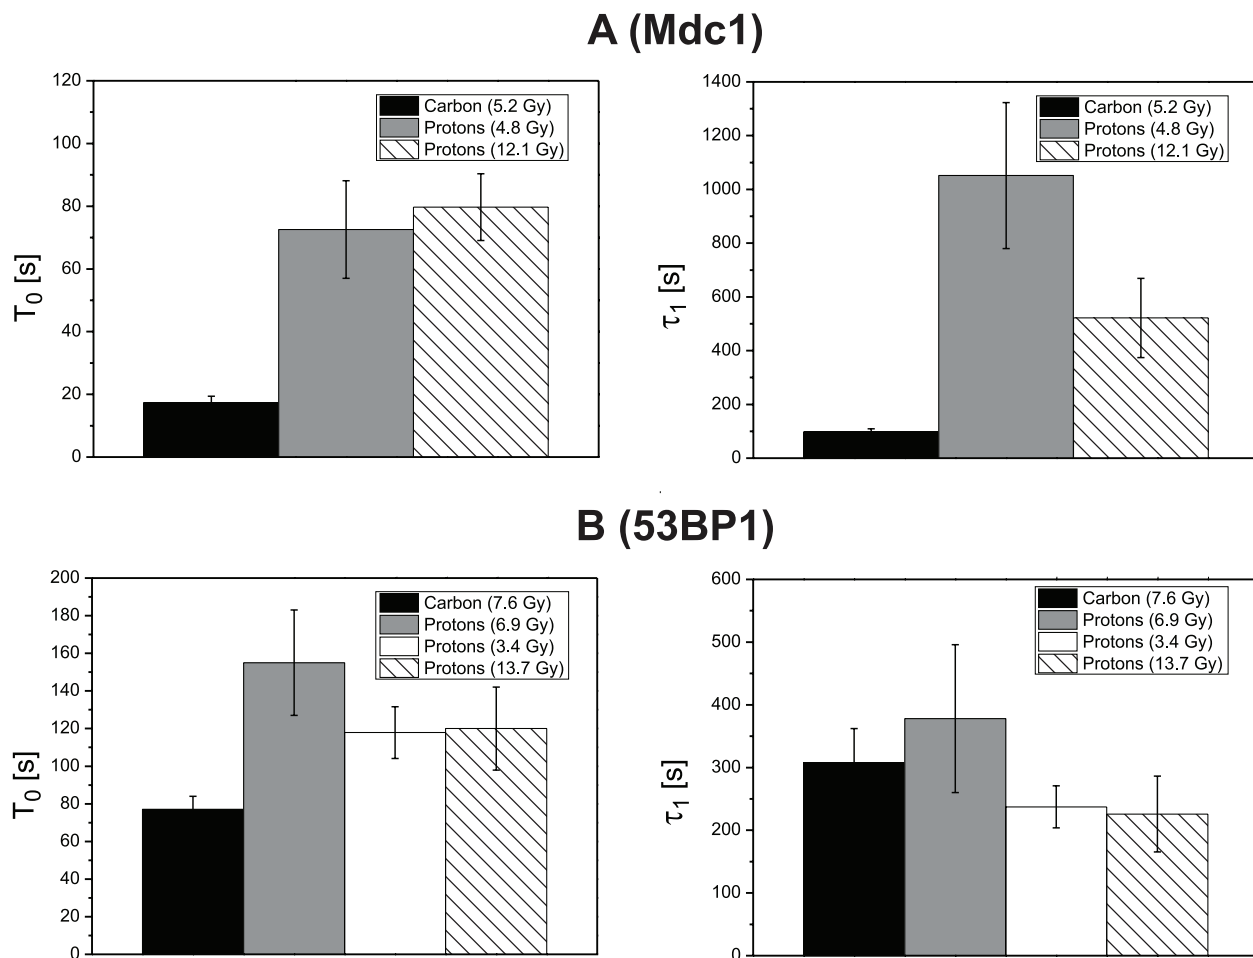 A (Mdc1)
120
100
80
60
40
20
0
T0 [s]
Carbon (5.2 Gy)
Protons (4.8 Gy)
Protons (12.1 Gy)
1400
1200
1000
800
600
400
200
0
τ1 [s]
Carbon (5.2 Gy)
Protons (4.8 Gy)
Protons (12.1 Gy)
B (53BP1)
200
180
160
140
120
100
80
60
40
20
0
T0 [s]
Carbon (7.6 Gy)
Protons (6.9 Gy)
Protons (3.4 Gy)
Protons (13.7 Gy)
600
500
400
300
200
100
0
τ1 [s]
Carbon (7.6 Gy)
Protons (6.9 Gy)
Protons (3.4 Gy)
Protons (13.7 Gy)